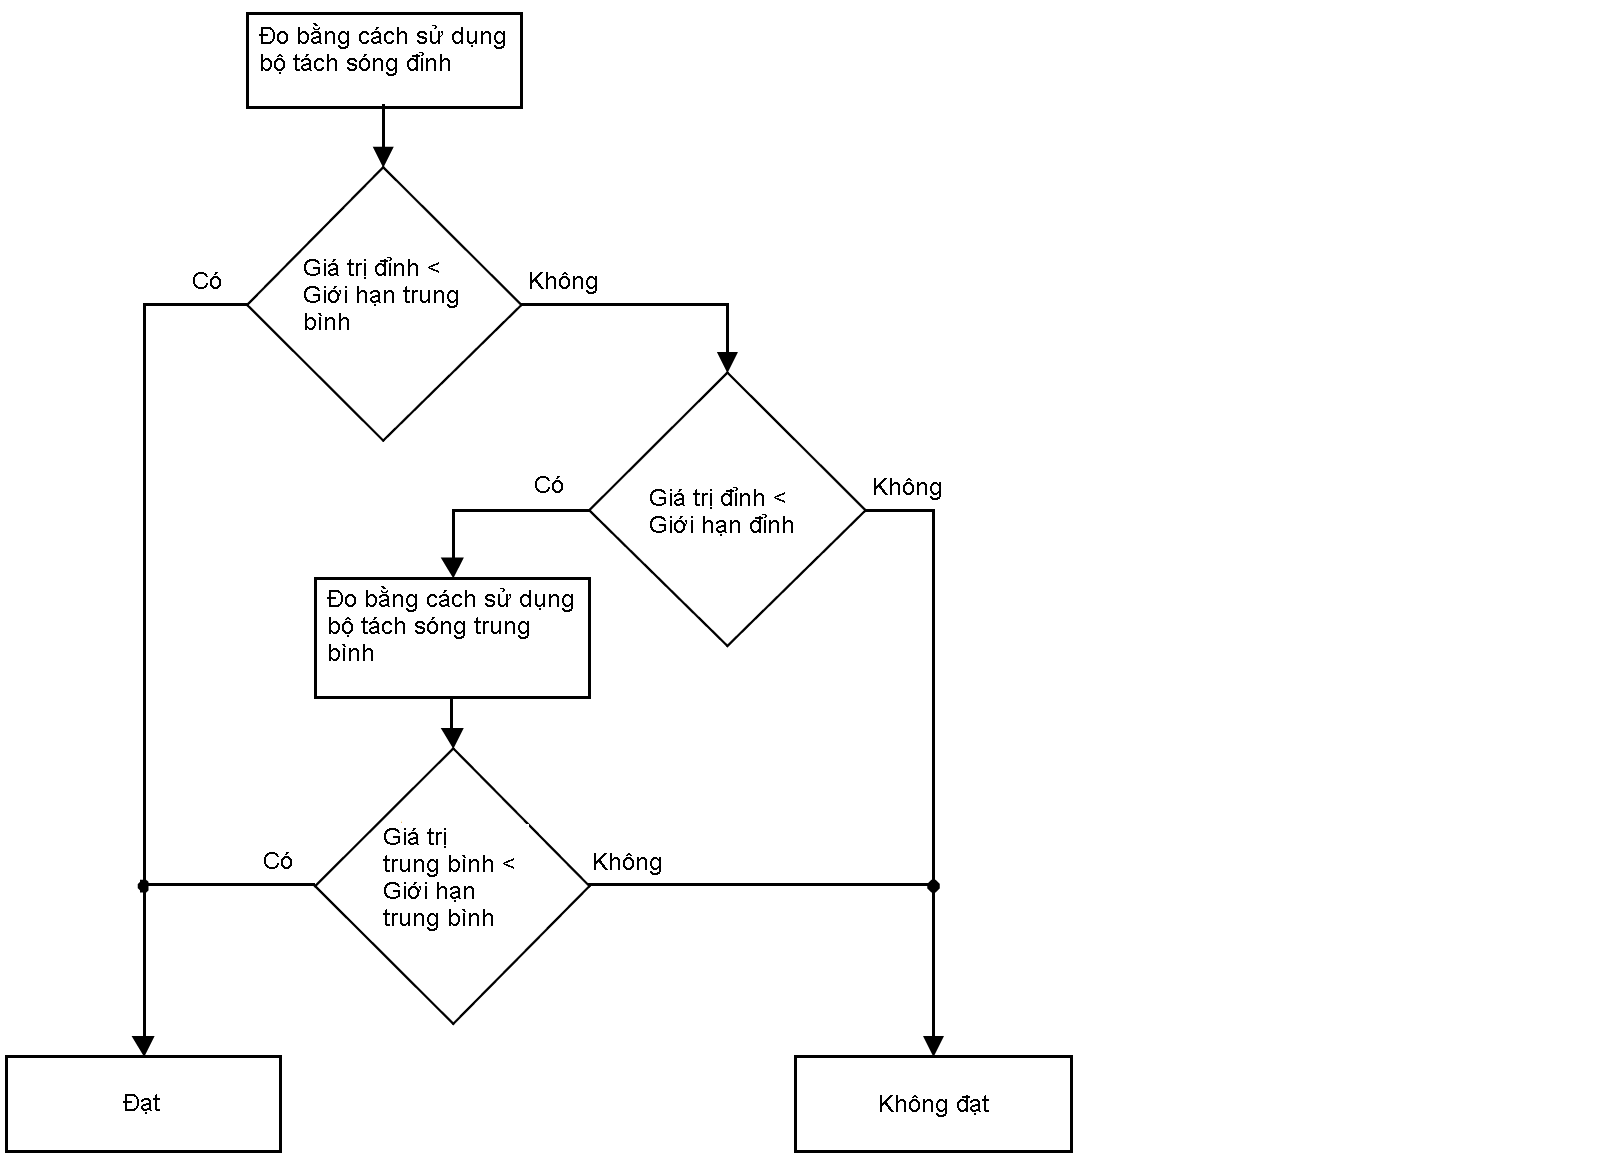 Đo bằng cách sử dụng
bộ tách sóng đỉnh
Có
Giá trị đỉnh <
Giới hạn trung
bình
Không
Có
Giá trị đỉnh <
Giới hạn đỉnh
Không
Đo bằng cách sử dụng
bộ tách sóng trung
bình
Có
Giá trị
trung bình <
Giới hạn
trung bình
Không
Đạt
Không đạt